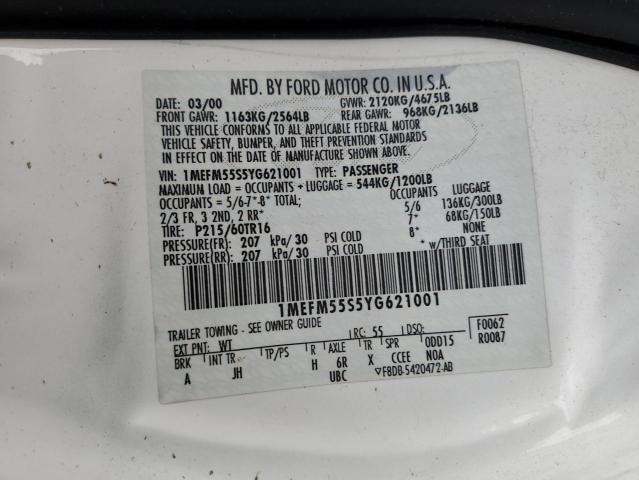 MFD. BY FORD MOTOR CO. IN U.S.A.
DATE: 03/00 GVWR: 2120KG/4675LB
FRONT GAWR: 1163KG/2564LB REAR GAWR: 968KG/2136LB
THIS VEHICLE CONFORMS TO ALL APPLICABLE FEDERAL MOTOR
VEHICLE SAFETY, BUMPER, AND THEFT PREVENTION STANDARDS
IN EFFECT ON THE DATE OF MANUFACTURE SHOWN ABOVE.
VIN: 1MEFM55S5YG621001 TYPE: PASSENGER
MAXIMUM LOAD = OCCUPANTS + LUGGAGE = 544KG/1200LB
OCCUPANTS = 5/6-7*-8* TOTAL; OCCUPANTS LUGGAGE
2/3 FR, 3 2ND, 2 RR* 5/6 136KG/300LB
TIRE: P215/60TR16 7* 68KG/150LB
PRESSURE(FR): 207 kPa/30 PSI COLD 8* NONE
PRESSURE(RR): 207 kPa/30 PSI COLD * w/THIRD SEAT
1MEFM55S5YG621001
TRAILER TOWING - SEE OWNER GUIDE
EXT PNT: WT RC: 55 DSO: F0062
BRK INT TR TP/PS R AXLE TR SPR 0DD15 R0087
A JH H 6R X CCEE N0A
UBC ▽F8DB-5420472-AB